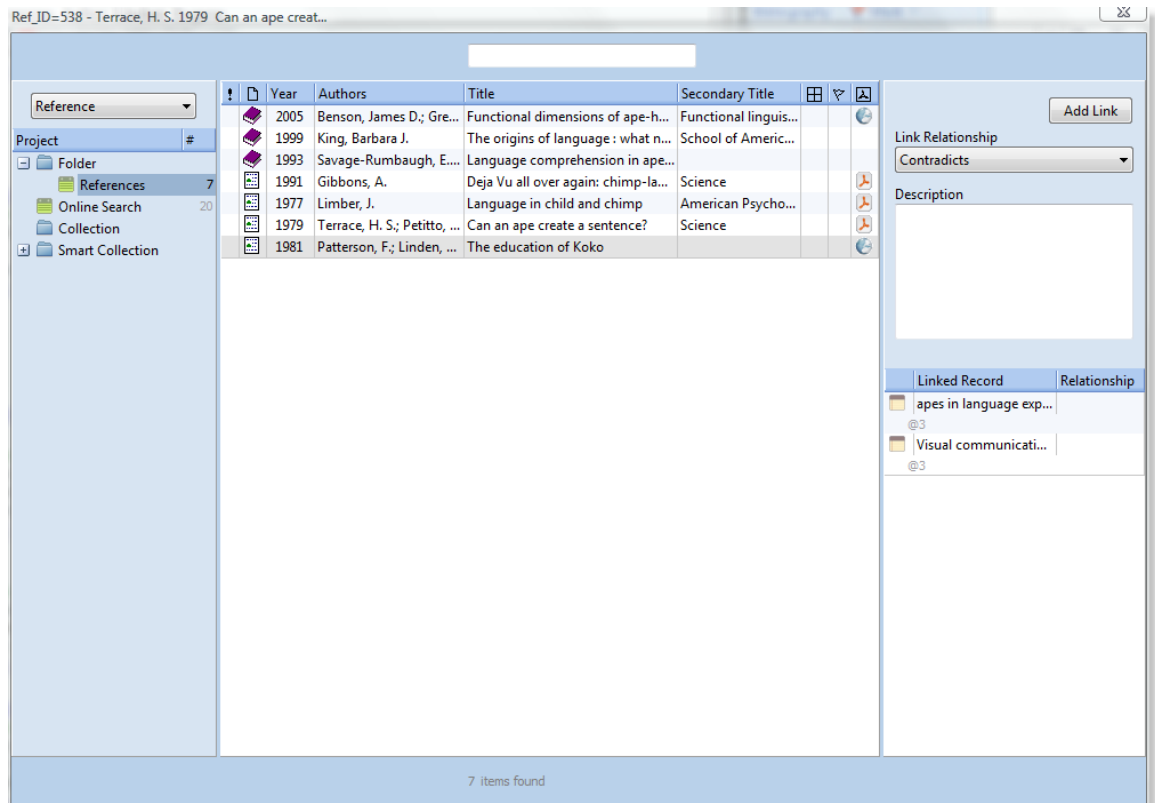 Ref_ID=538 - Terrace, H. S. 1979 Can an ape creat...
Reference
Project #
Folder
References 7
Online Search 20
Collection
Smart Collection
! Year Authors Title Secondary Title
2005 Benson, James D.; Gre... Functional dimensions of ape-h... Functional linguis...
1999 King, Barbara J. The origins of language : what n... School of Americ...
1993 Savage-Rumbaugh, E.... Language comprehension in ape...
1991 Gibbons, A. Deja Vu all over again: chimp-la... Science
1977 Limber, J. Language in child and chimp American Psycho...
1979 Terrace, H. S.; Petitto, ... Can an ape create a sentence? Science
1981 Patterson, F.; Linden, ... The education of Koko
Add Link
Link Relationship
Contradicts
Description
Linked Record Relationship
apes in language exp...
@3
Visual communicati...
@3
7 items found